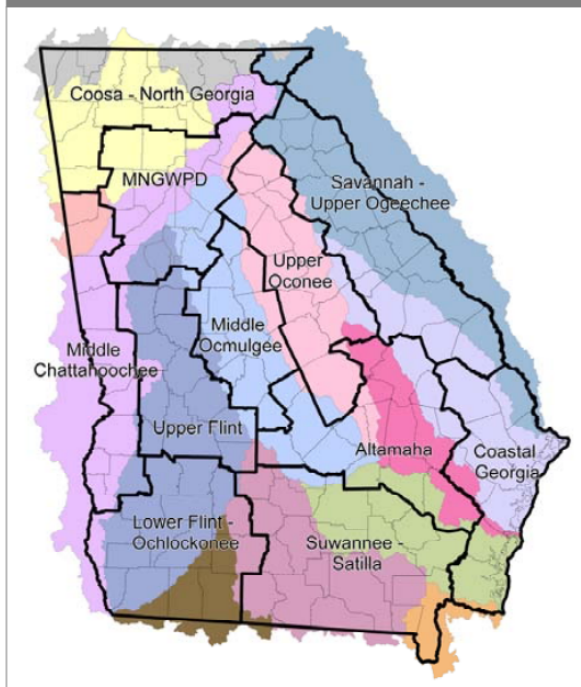 Coosa - North Georgia
MNGWPD
Savannah -
Upper Ogeechee
Upper
Oconee
Middle
Ocmulgee
Middle
Chattahoochee
Upper Flint
Altamaha
Coastal
Georgia
Lower Flint -
Ochlockonee
Suwannee -
Satilla